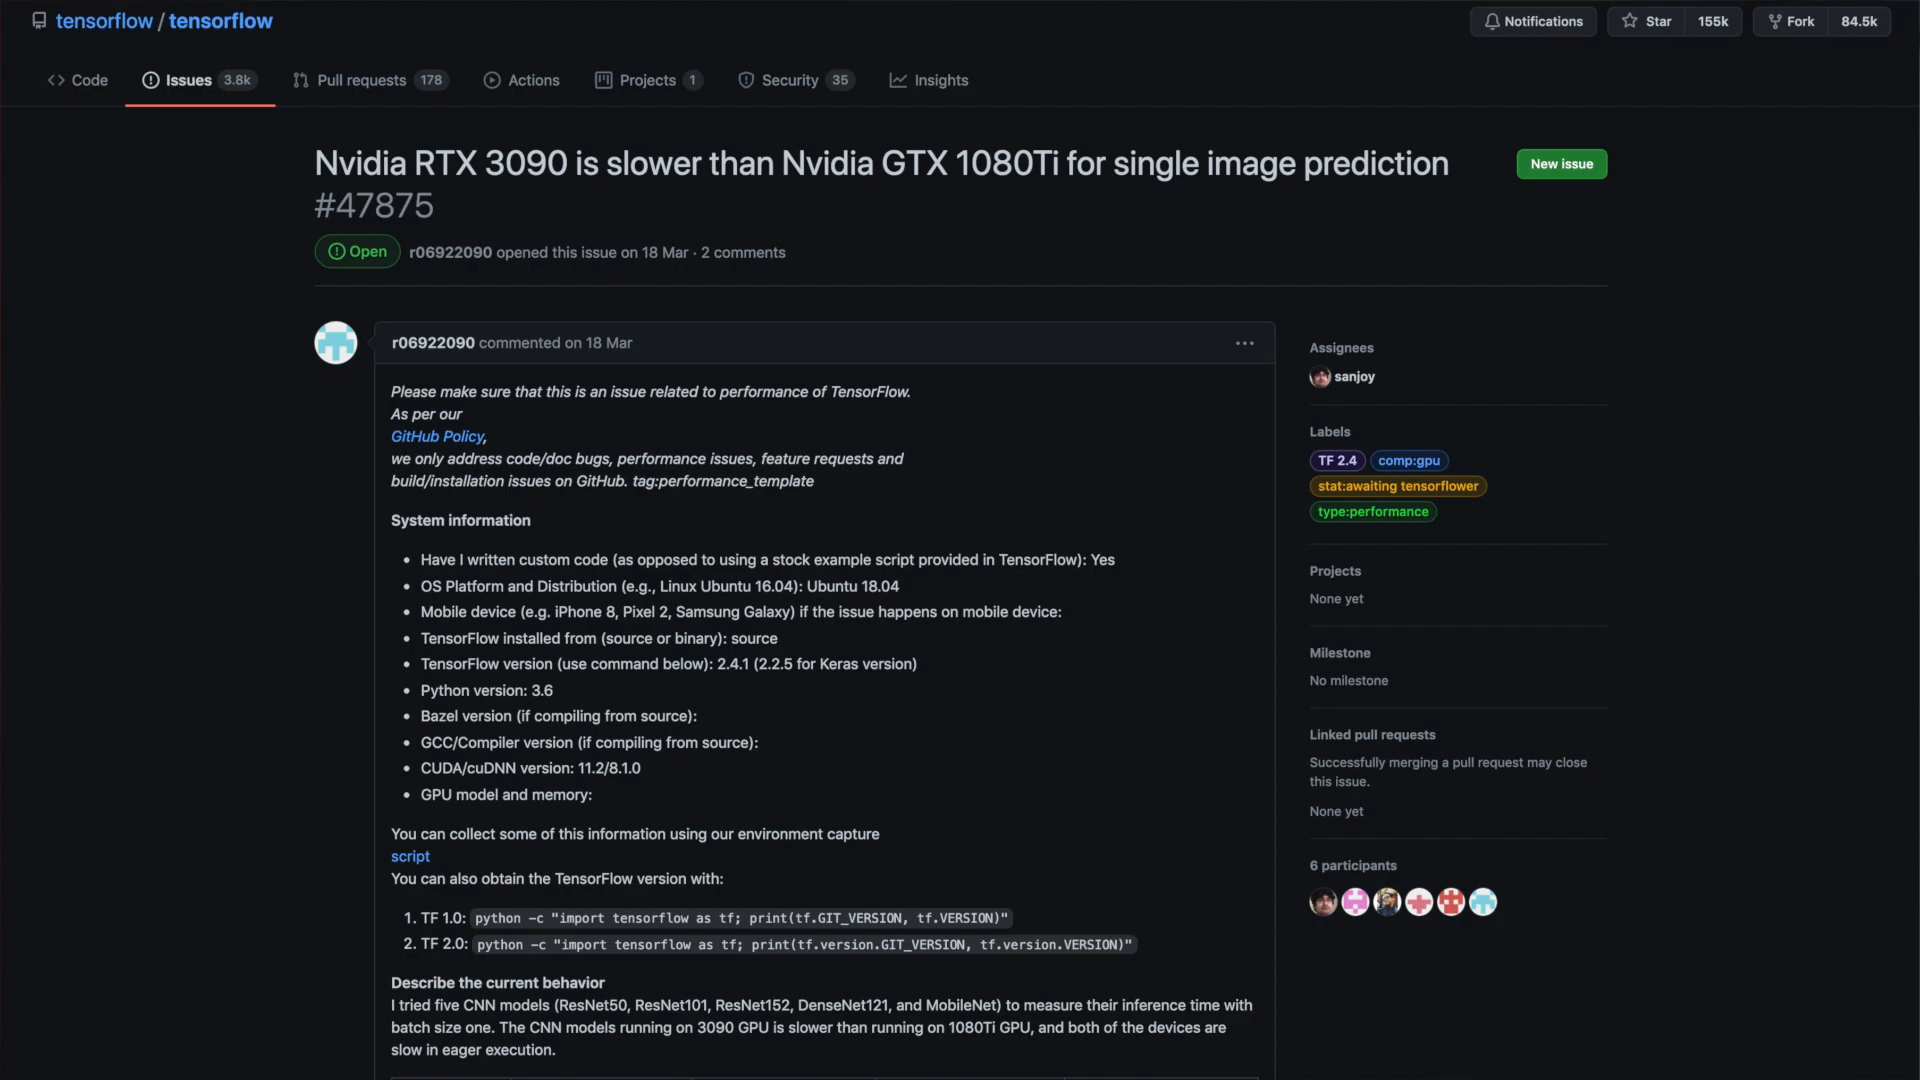 tensorflow / tensorflow
Notifications
Star 155k
Fork 84.5k
Code
Issues 3.8k
Pull requests 178
Actions
Projects 1
Security 35
Insights
Nvidia RTX 3090 is slower than Nvidia GTX 1080Ti for single image prediction
#47875
New issue
Open
r06922090 opened this issue on 18 Mar · 2 comments
r06922090 commented on 18 Mar
Please make sure that this is an issue related to performance of TensorFlow.
As per our
GitHub Policy,
we only address code/doc bugs, performance issues, feature requests and
build/installation issues on GitHub. tag:performance_template
System information
• Have I written custom code (as opposed to using a stock example script provided in TensorFlow): Yes
• OS Platform and Distribution (e.g., Linux Ubuntu 16.04): Ubuntu 18.04
• Mobile device (e.g. iPhone 8, Pixel 2, Samsung Galaxy) if the issue happens on mobile device:
• TensorFlow installed from (source or binary): source
• TensorFlow version (use command below): 2.4.1 (2.2.5 for Keras version)
• Python version: 3.6
• Bazel version (if compiling from source):
• GCC/Compiler version (if compiling from source):
• CUDA/cuDNN version: 11.2/8.1.0
• GPU model and memory:
You can collect some of this information using our environment capture
script
You can also obtain the TensorFlow version with:
1. TF 1.0: python -c "import tensorflow as tf; print(tf.GIT_VERSION, tf.VERSION)"
2. TF 2.0: python -c "import tensorflow as tf; print(tf.version.GIT_VERSION, tf.version.VERSION)"
Describe the current behavior
I tried five CNN models (ResNet50, ResNet101, ResNet152, DenseNet121, and MobileNet) to measure their inference time with
batch size one. The CNN models running on 3090 GPU is slower than running on 1080Ti GPU, and both of the devices are
slow in eager execution.
Assignees
sanjoy
Labels
TF 2.4
comp:gpu
stat:awaiting tensorflower
type:performance
Projects
None yet
Milestone
No milestone
Linked pull requests
Successfully merging a pull request may close
this issue.
None yet
6 participants